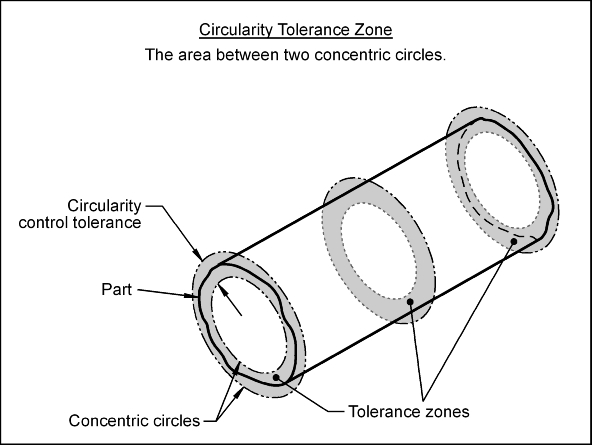 Circularity Tolerance Zone
The area between two concentric circles.
Circularity
control tolerance
Part
Concentric circles
Tolerance zones